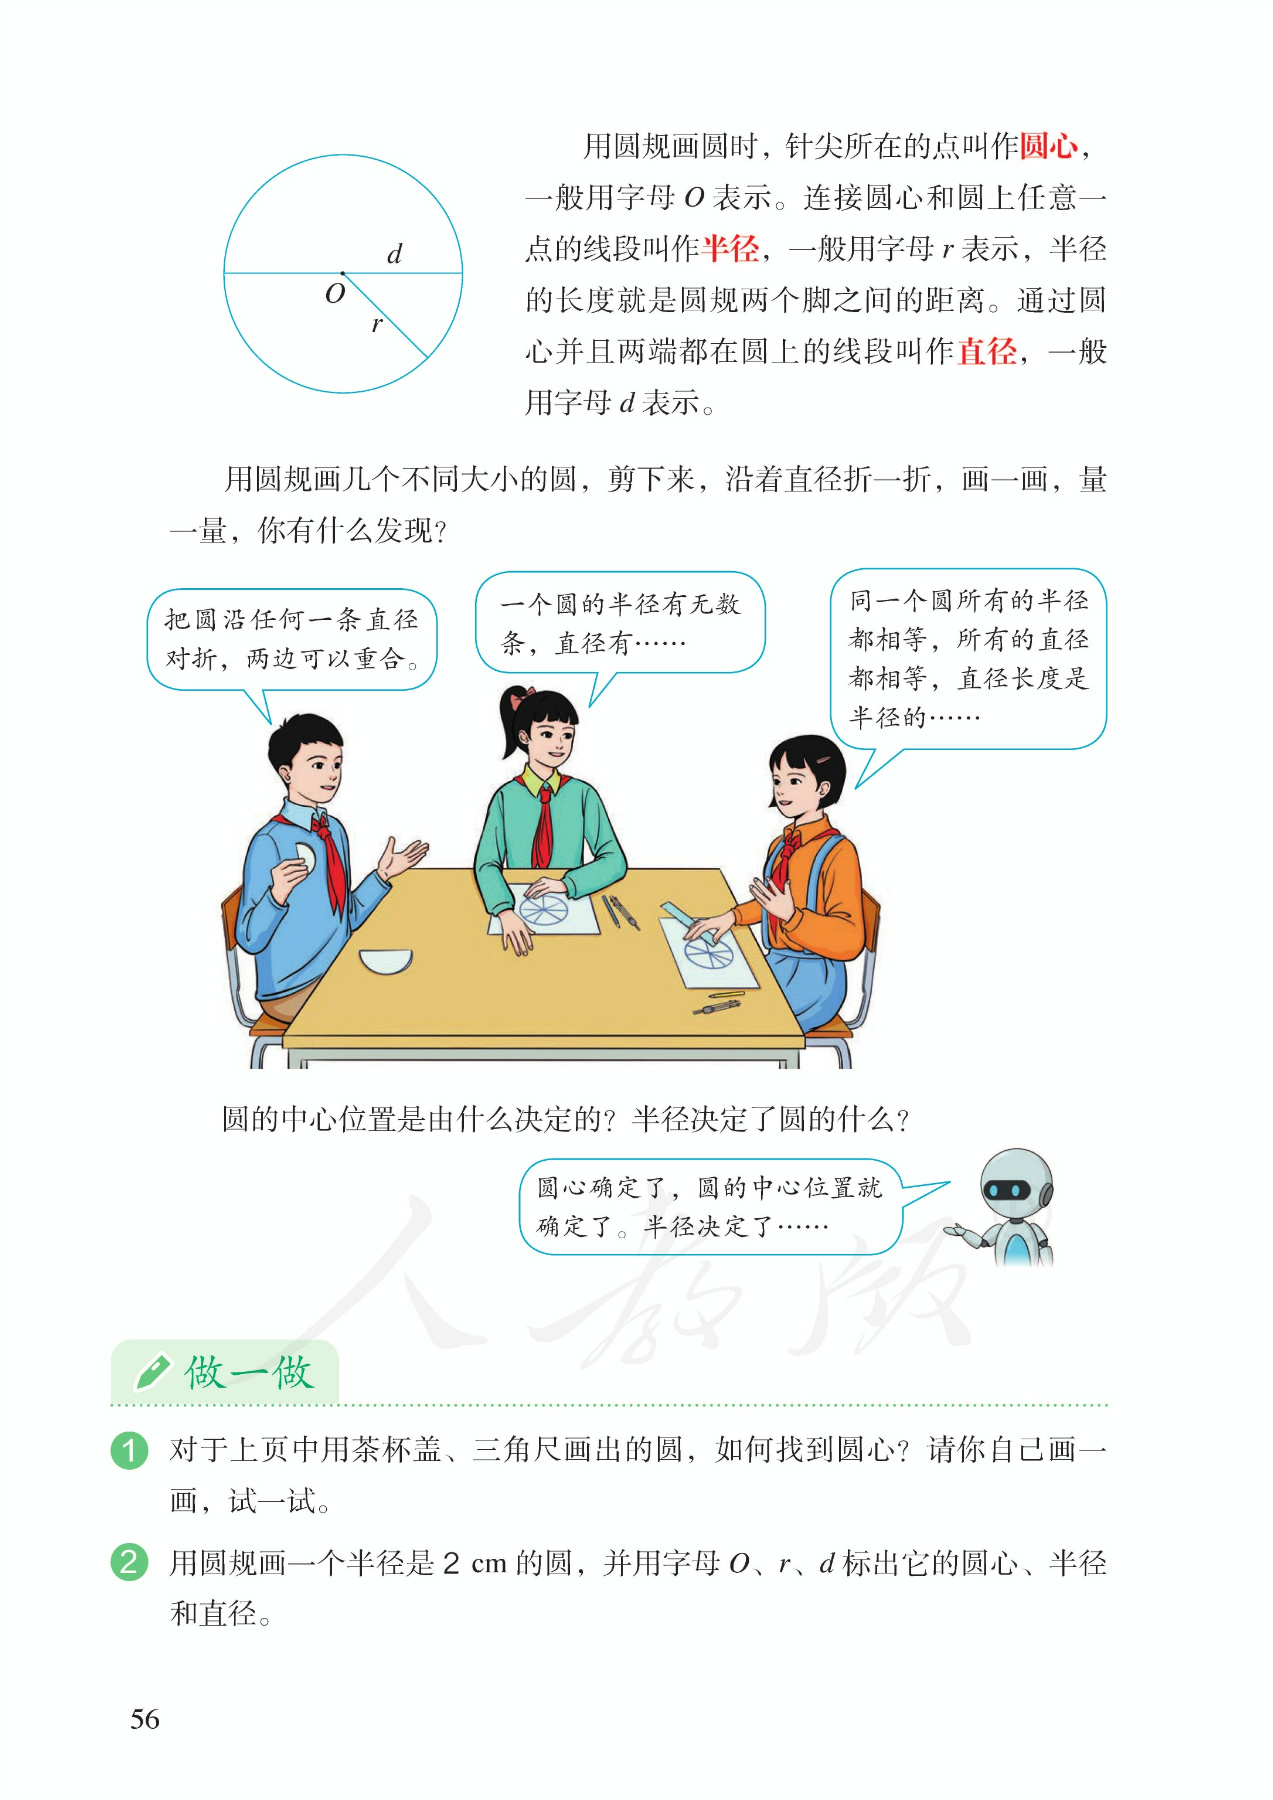 用圆规画圆时，针尖所在的点叫作圆心，
一般用字母 O 表示。连接圆心和圆上任意一
点的线段叫作半径，一般用字母 r 表示，半径
的长度就是圆规两个脚之间的距离。通过圆
心并且两端都在圆上的线段叫作直径，一般
用字母 d 表示。
d
O
r
用圆规画几个不同大小的圆，剪下来，沿着直径折一折，画一画，量
一量，你有什么发现？
把圆沿任何一条直径
对折，两边可以重合。
一个圆的半径有无数
条，直径有……
同一个圆所有的半径
都相等，所有的直径
都相等，直径长度是
半径的……
圆的中心位置是由什么决定的？半径决定了圆的什么？
圆心确定了，圆的中心位置就
确定了。半径决定了……
人教版
做一做
1 对于上页中用茶杯盖、三角尺画出的圆，如何找到圆心？请你自己画一
画，试一试。
2 用圆规画一个半径是 2 cm 的圆，并用字母 O、r、d 标出它的圆心、半径
和直径。
56